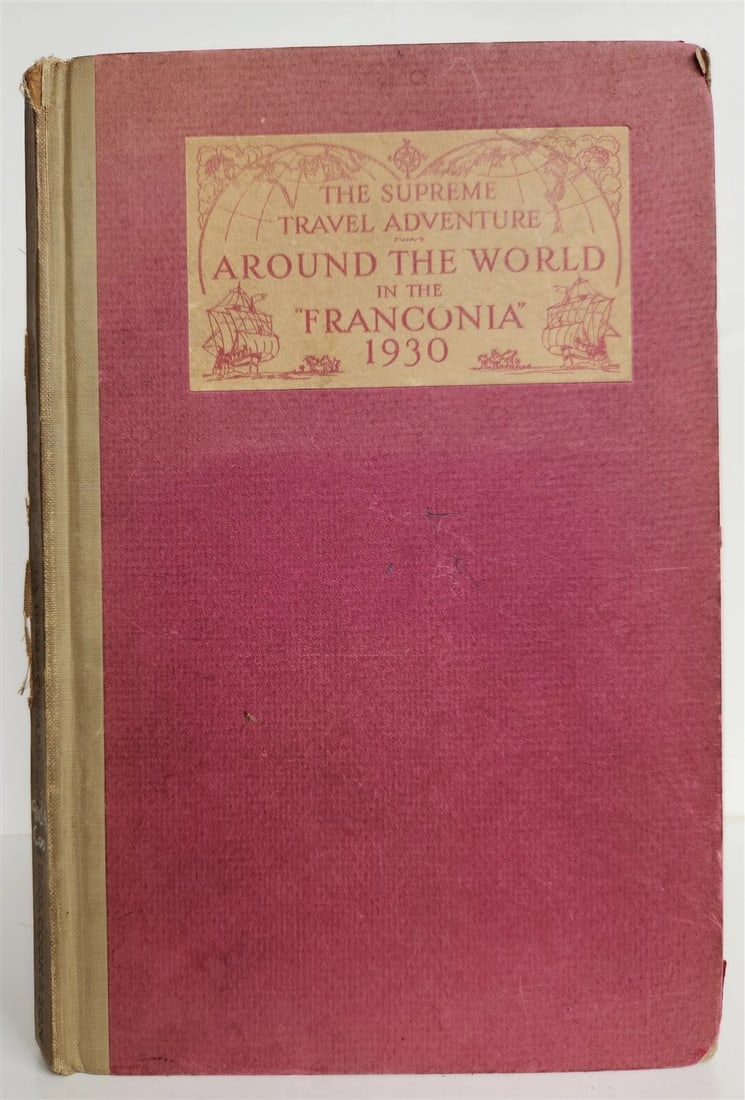 THE SUPREME
TRAVEL ADVENTURE
AROUND THE WORLD
IN THE
"FRANCONIA"
1930